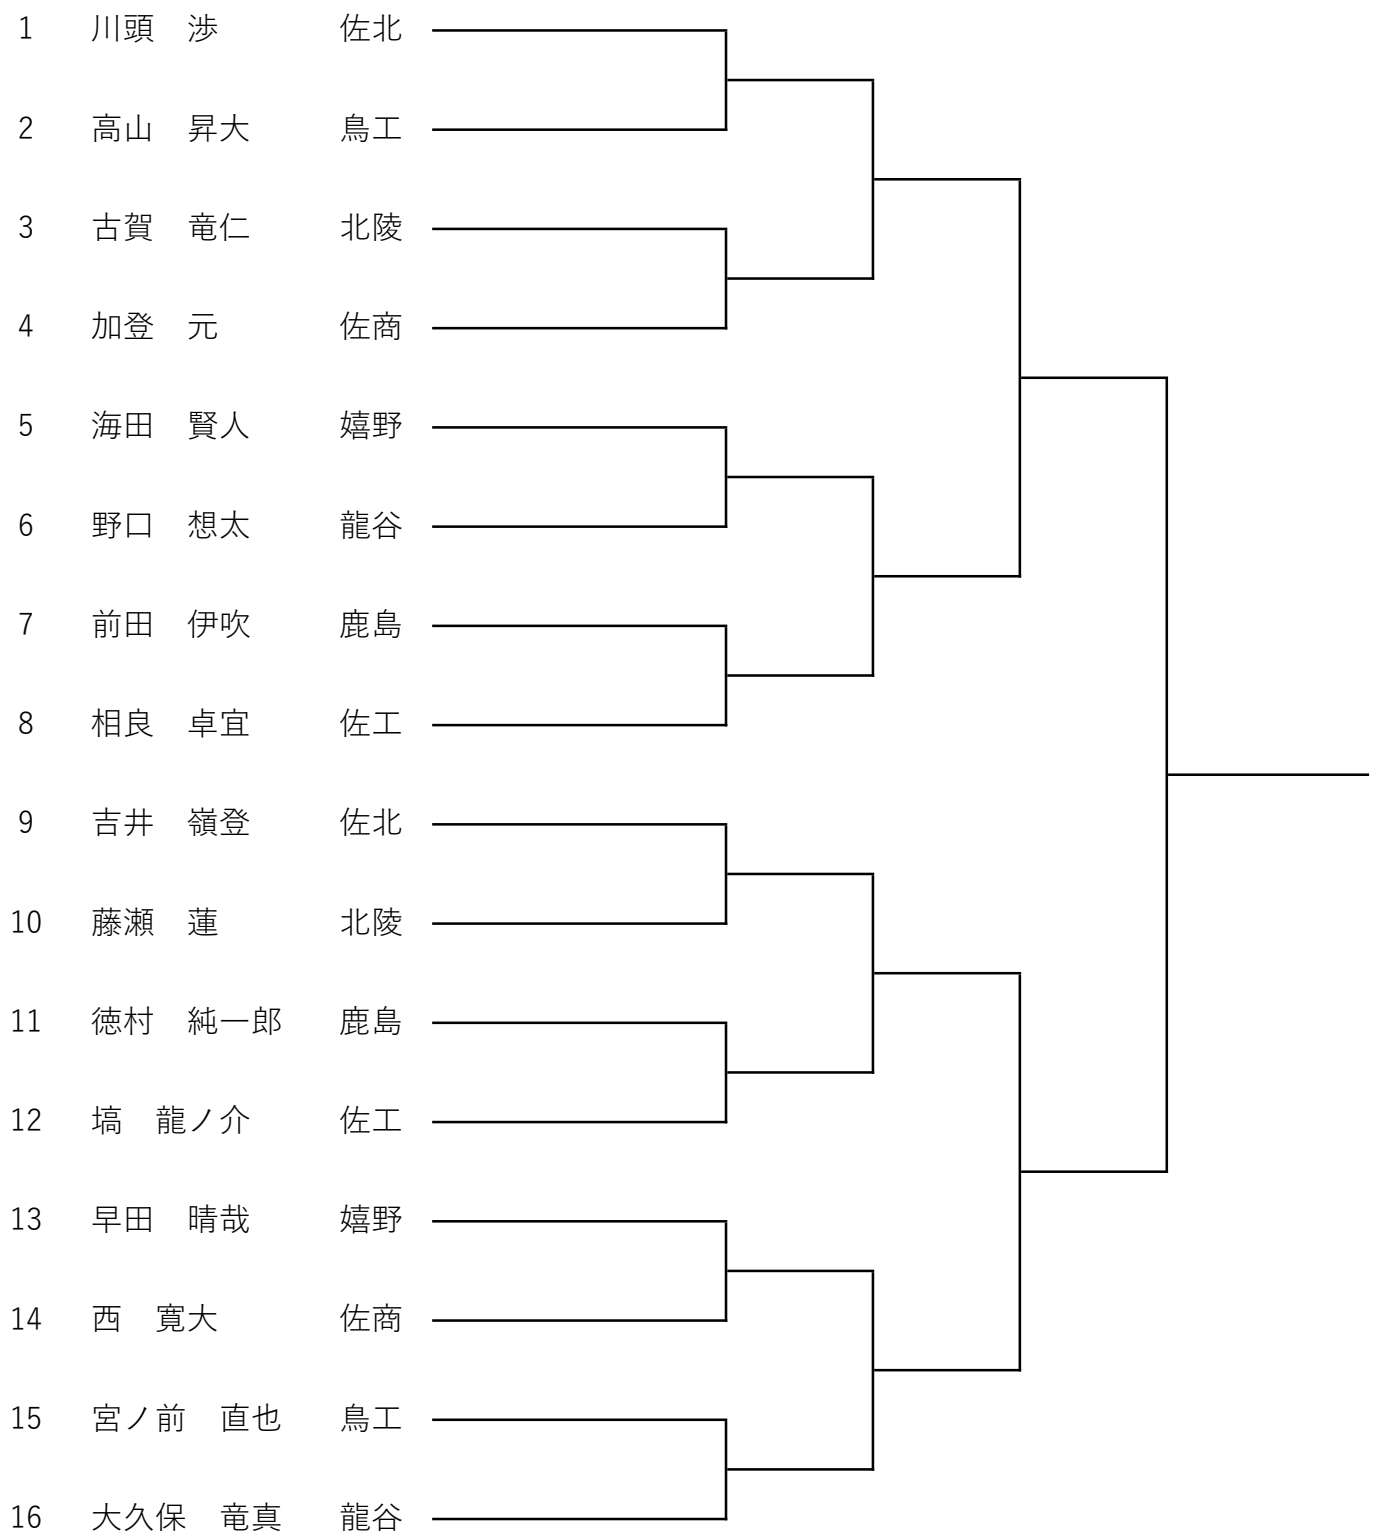 1 川頭 渉 佐北
2 高山 昇大 鳥工
3 古賀 竜仁 北陵
4 加登 元 佐商
5 海田 賢人 嬉野
6 野口 想太 龍谷
7 前田 伊吹 鹿島
8 相良 卓宜 佐工
9 吉井 嶺登 佐北
10 藤瀬 蓮 北陵
11 徳村 純一郎 鹿島
12 塙 龍ノ介 佐工
13 早田 晴哉 嬉野
14 西 寛大 佐商
15 宮ノ前 直也 鳥工
16 大久保 竜真 龍谷